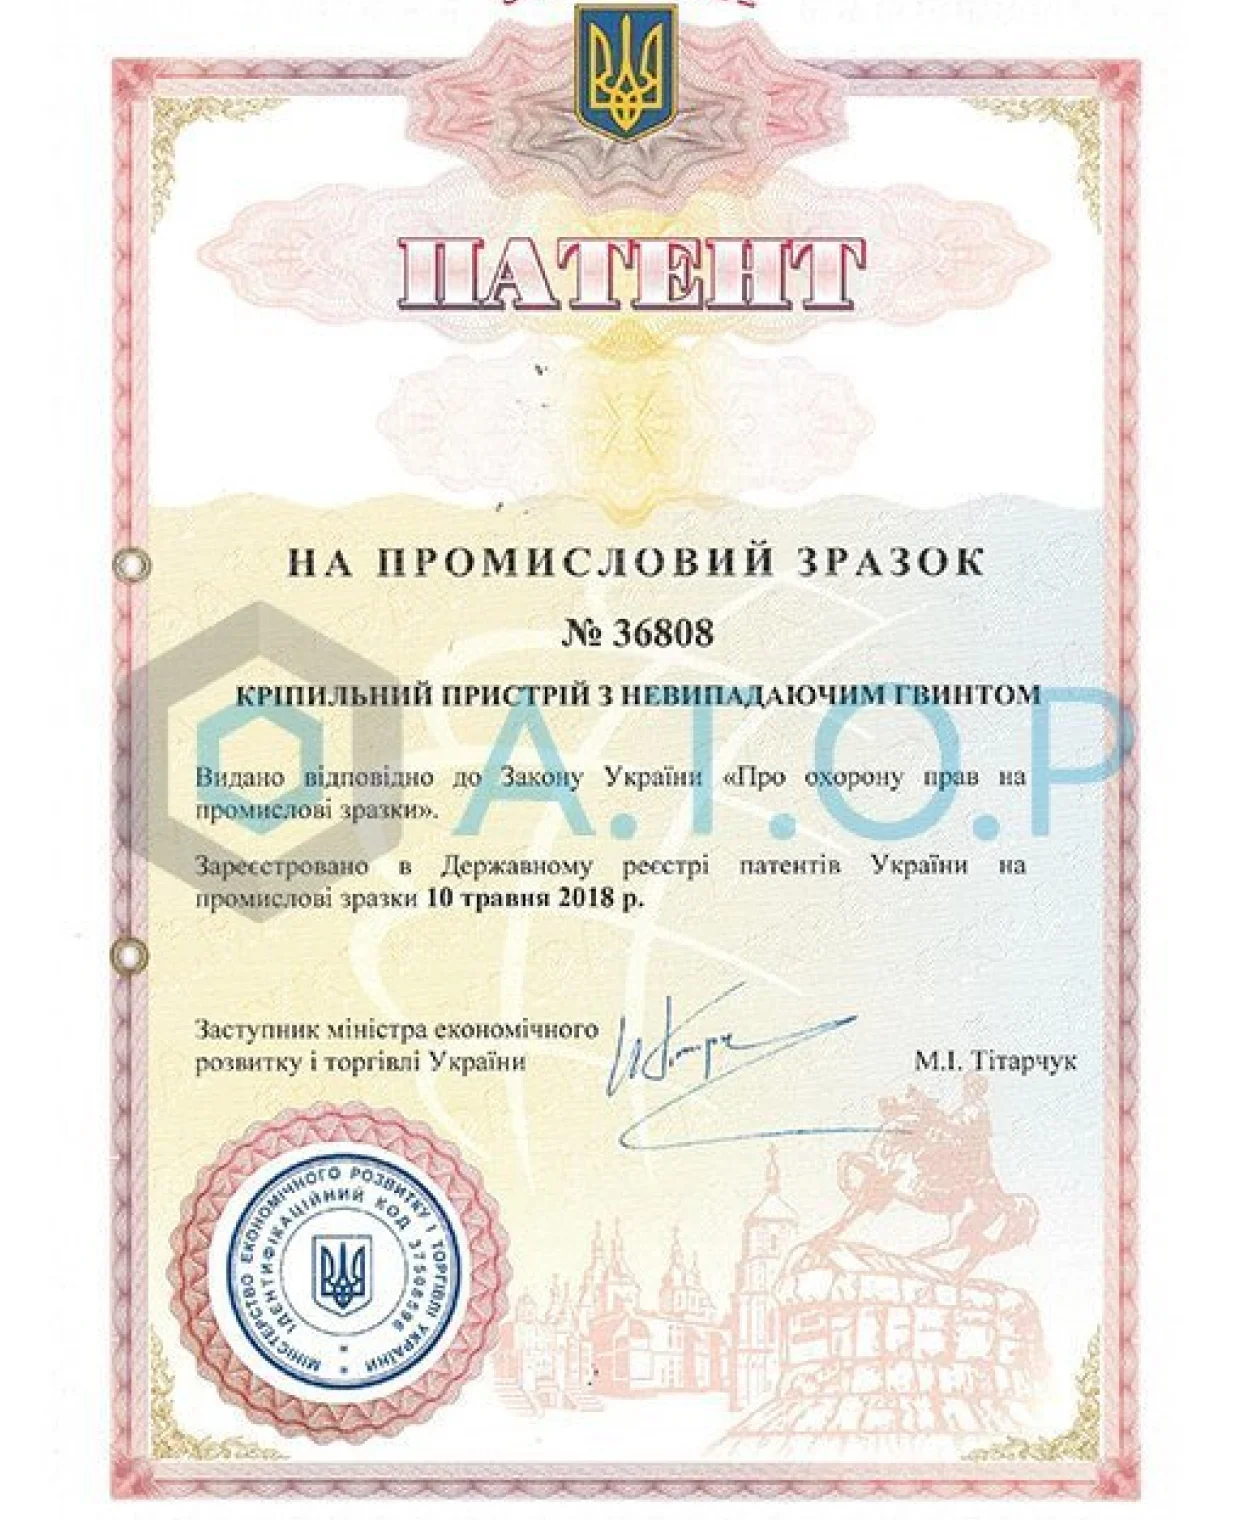 ПАТЕНТ
НА ПРОМИСЛОВИЙ ЗРАЗОК
№ 36808
КРІПИЛЬНИЙ ПРИСТРІЙ З НЕВИПАДАЮЧИМ ГВИНТОМ
A.T.O.P
Видано відповідно до Закону України «Про охорону прав на
промислові зразки».
Зареєстровано в Державному реєстрі патентів України на
промислові зразки 10 травня 2018 р.
Заступник міністра економічного
розвитку і торгівлі України
М.І. Тітарчук
МІНІСТЕРСТВО ЕКОНОМІЧНОГО РОЗВИТКУ І ТОРГІВЛІ УКРАЇНИ
ІДЕНТИФІКАЦІЙНИЙ КОД 37508596